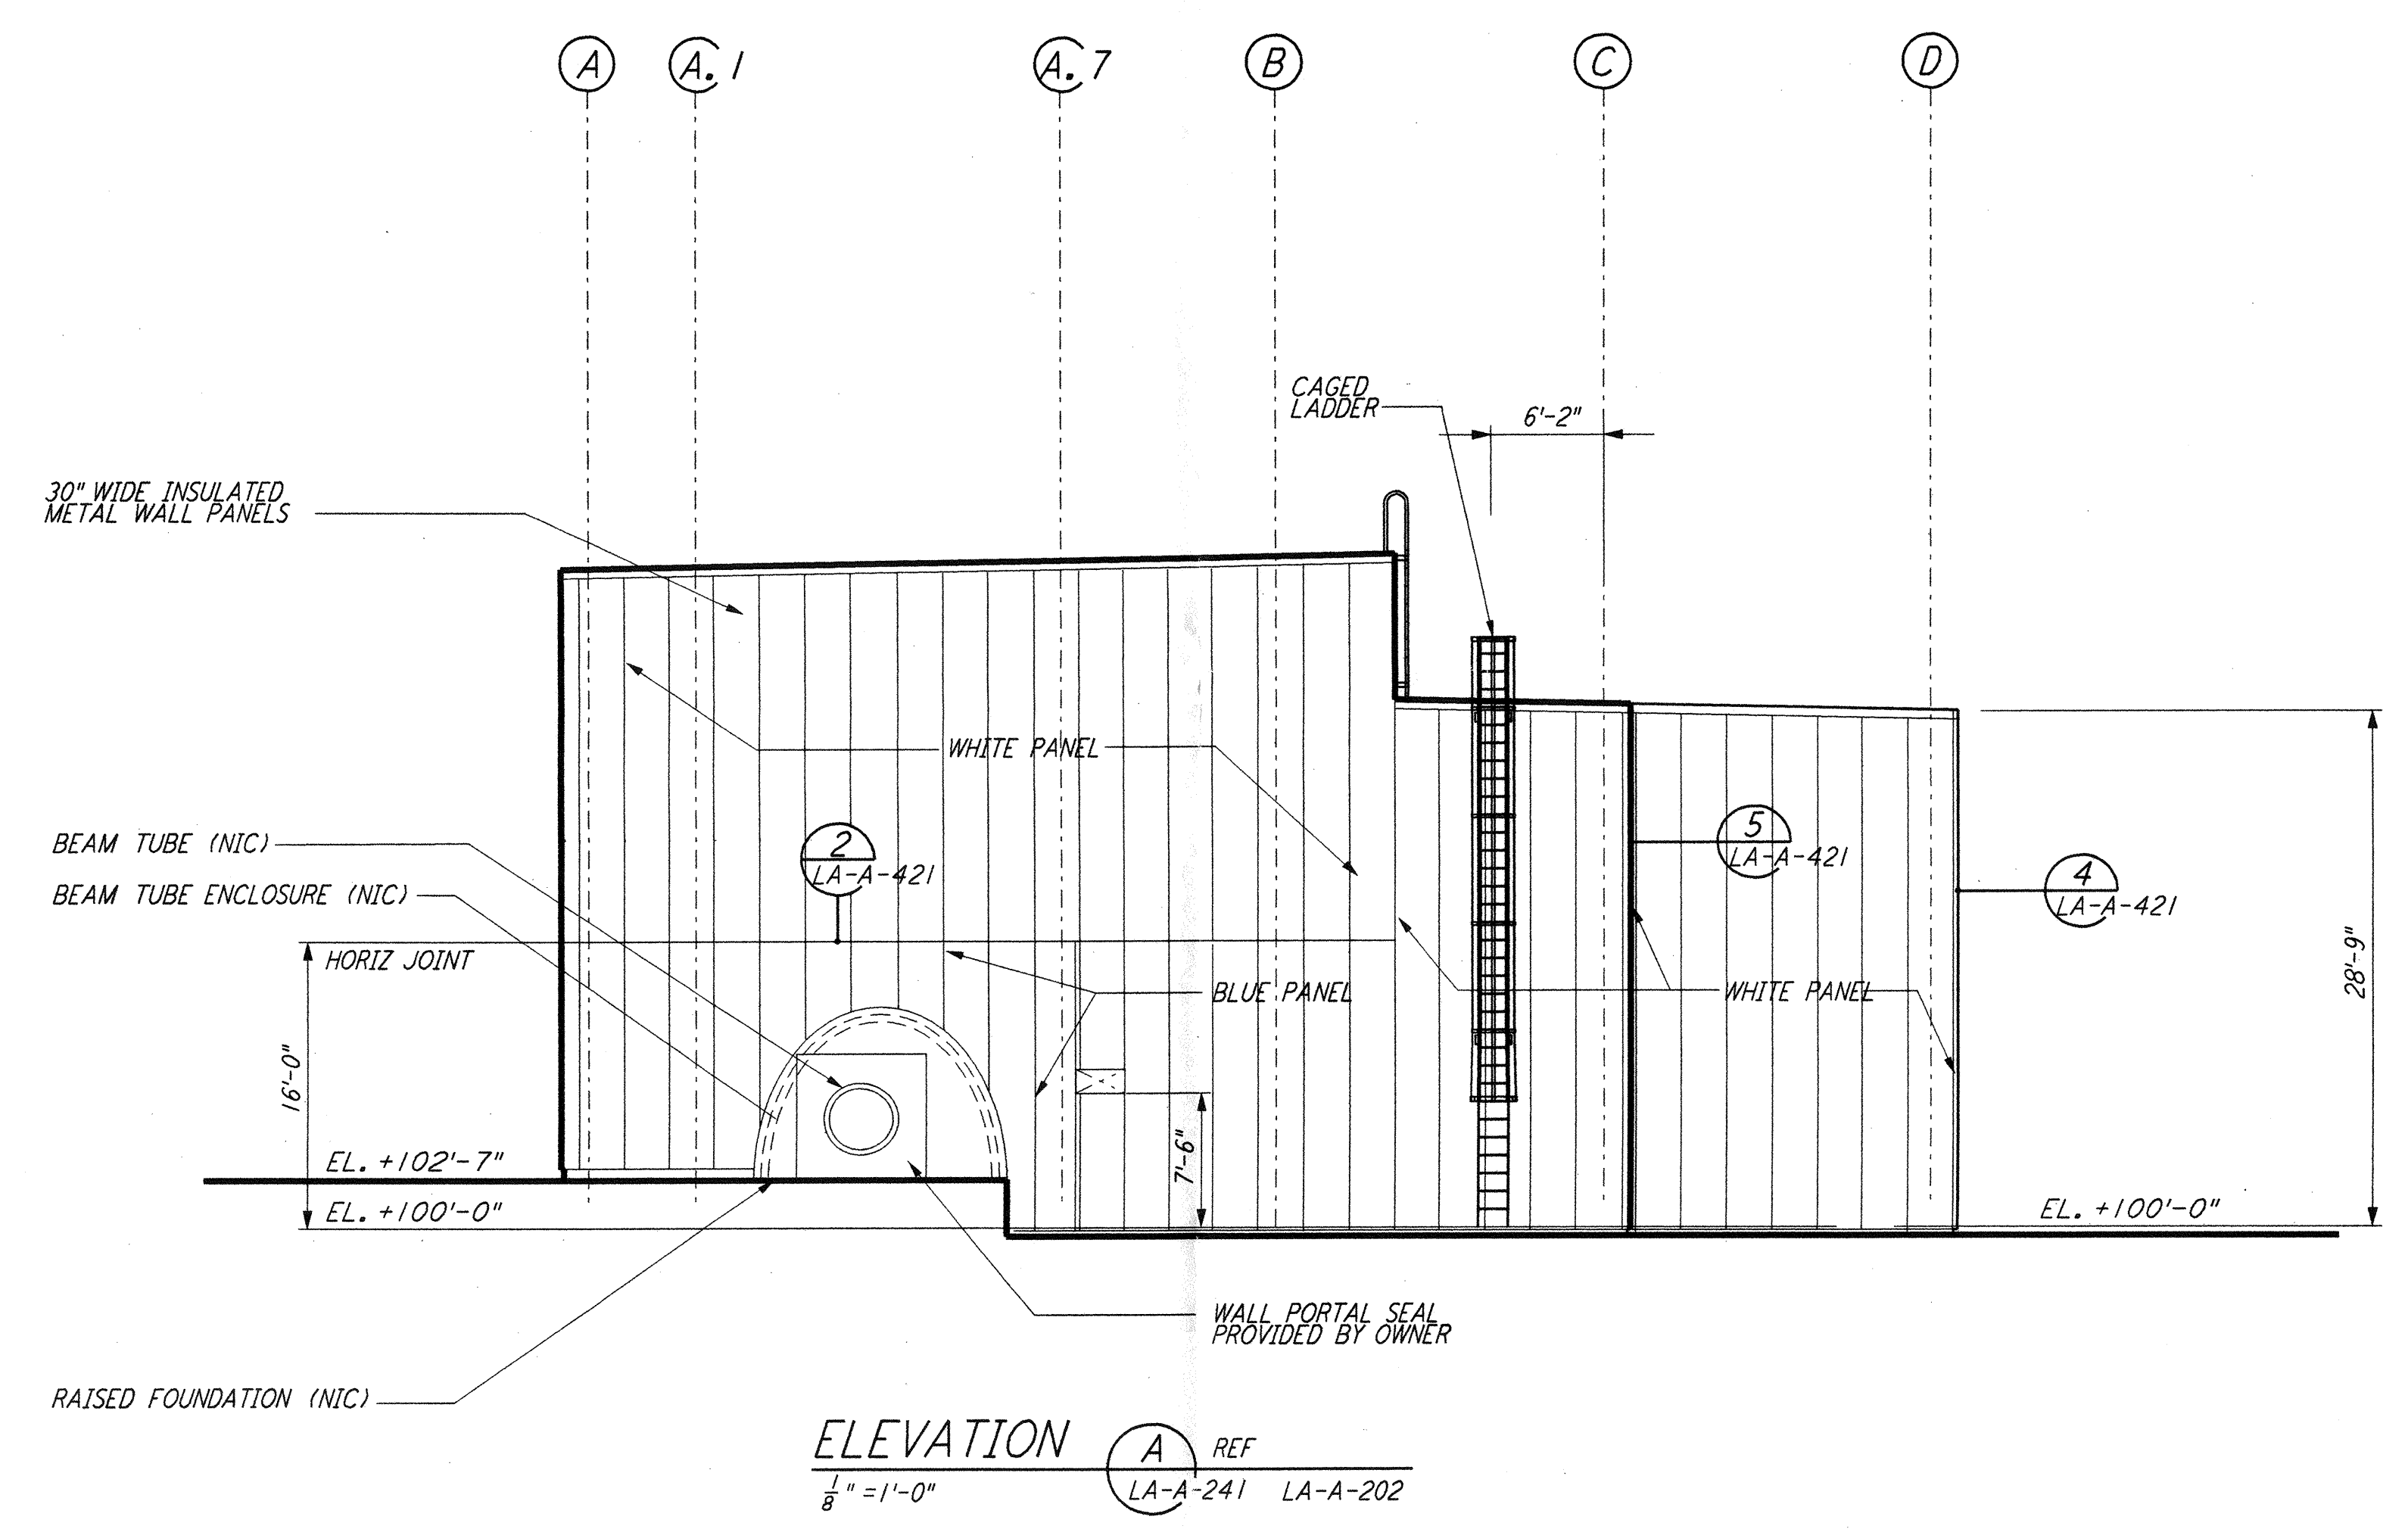 A A.1 A.7 B C D
CAGED
LADDER
6'-2"
30" WIDE INSULATED
METAL WALL PANELS
WHITE PANEL
BEAM TUBE (NIC)
2
LA-A-421
5
LA-A-421
4
LA-A-421
BEAM TUBE ENCLOSURE (NIC)
HORIZ JOINT
BLUE PANEL
WHITE PANEL
28'-9"
16'-0"
7'-6"
EL. +102'-7"
EL. +100'-0"
EL. +100'-0"
WALL PORTAL SEAL
PROVIDED BY OWNER
RAISED FOUNDATION (NIC)
ELEVATION A REF
1/8" =1'-0" LA-A-241 LA-A-202